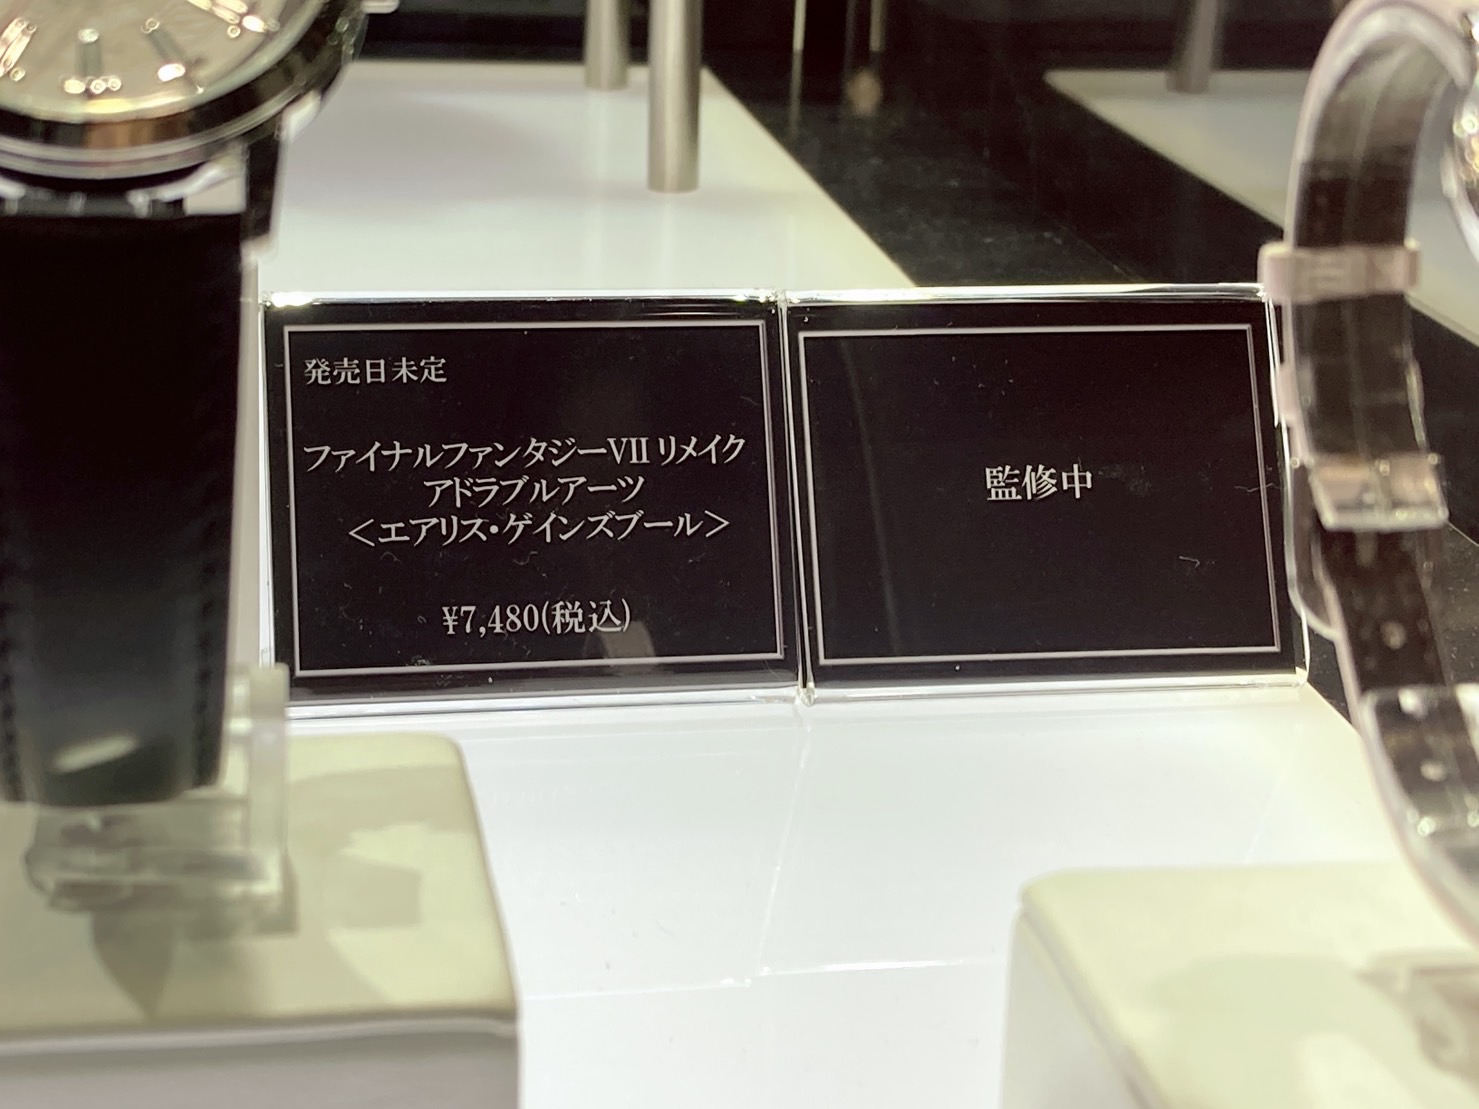 発売日未定
ファイナルファンタジーVII リメイク
アドラブルアーツ
＜エアリス・ゲインズブール＞
¥7,480(税込)
監修中